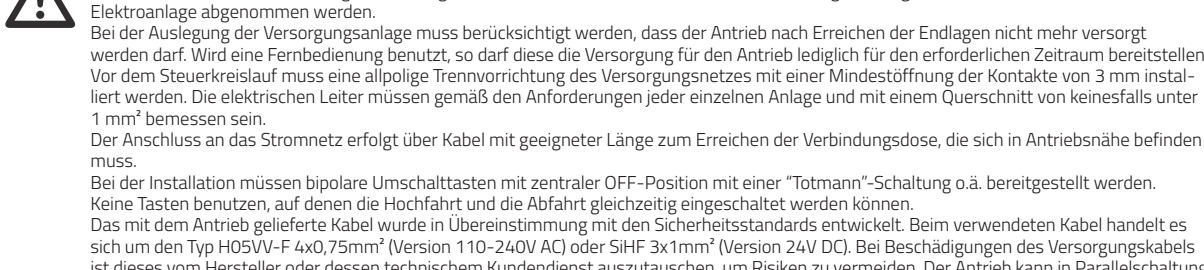 Elektroanlage abgenommen werden.
Bei der Auslegung der Versorgungsanlage muss berücksichtigt werden, dass der Antrieb nach Erreichen der Endlagen nicht mehr versorgt
werden darf. Wird eine Fernbedienung benutzt, so darf diese die Versorgung für den Antrieb lediglich für den erforderlichen Zeitraum bereitstellen
Vor dem Steuerkreislauf muss eine allpolige Trennvorrichtung des Versorgungsnetzes mit einer Mindestöffnung der Kontakte von 3 mm instal-
liert werden. Die elektrischen Leiter müssen gemäß den Anforderungen jeder einzelnen Anlage und mit einem Querschnitt von keinesfalls unter
1 mm² bemessen sein.
Der Anschluss an das Stromnetz erfolgt über Kabel mit geeigneter Länge zum Erreichen der Verbindungsdose, die sich in Antriebsnähe befinden
muss.
Bei der Installation müssen bipolare Umschalttasten mit zentraler OFF-Position mit einer “Totmann”-Schaltung o.ä. bereitgestellt werden.
Keine Tasten benutzen, auf denen die Hochfahrt und die Abfahrt gleichzeitig eingeschaltet werden können.
Das mit dem Antrieb gelieferte Kabel wurde in Übereinstimmung mit den Sicherheitsstandards entwickelt. Beim verwendeten Kabel handelt es
sich um den Typ H05VV-F 4x0,75mm² (Version 110-240V AC) oder SiHF 3x1mm² (Version 24V DC). Bei Beschädigungen des Versorgungskabels
ist dieses vom Hersteller oder dessen technischem Kundendienst auszutauschen, um Risiken zu vermeiden. Der Antrieb kann in Parallelschaltun